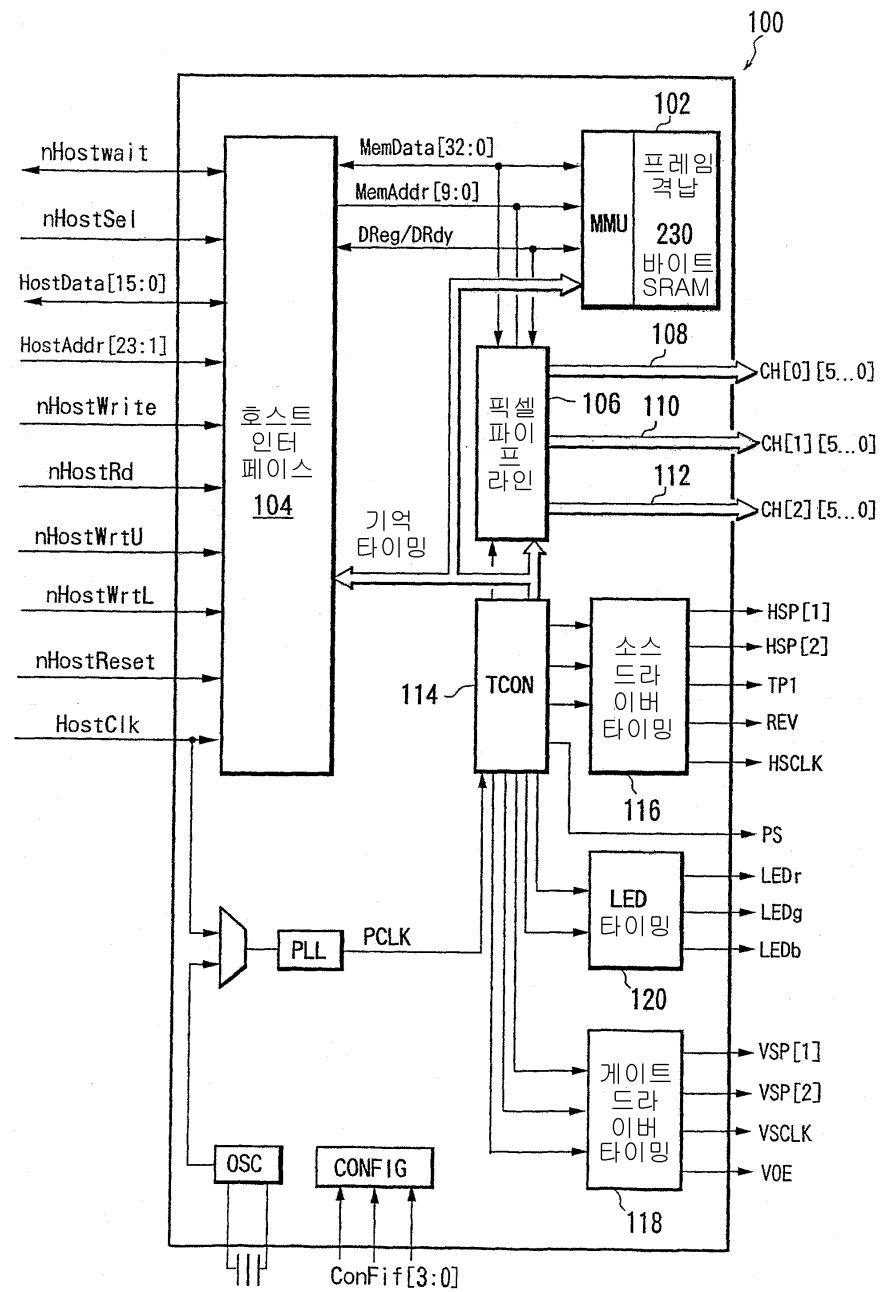 100
102
nHostwait
nHostSel
HostData[15:0]
HostAddr[23:1]
nHostWrite
nHostRd
nHostWrtU
nHostWrtL
nHostReset
HostClk
호스트
인터
페이스
104
MemData[32:0]
MemAddr[9:0]
DReg/DRdy
MMU
프레임
격납
230
바이트
SRAM
108
CH[0][5...0]
픽셀
파이프
라인
106
110
CH[1][5...0]
112
CH[2][5...0]
기억
타이밍
114
TCON
소스
드라
이버
타이밍
116
HSP[1]
HSP[2]
TP1
REV
HSCLK
PS
PLL
PCLK
LED
타이밍
120
LEDr
LEDg
LEDb
게이트
드라
이버
타이밍
118
VSP[1]
VSP[2]
VSCLK
VOE
OSC
CONFIG
ConFif[3:0]